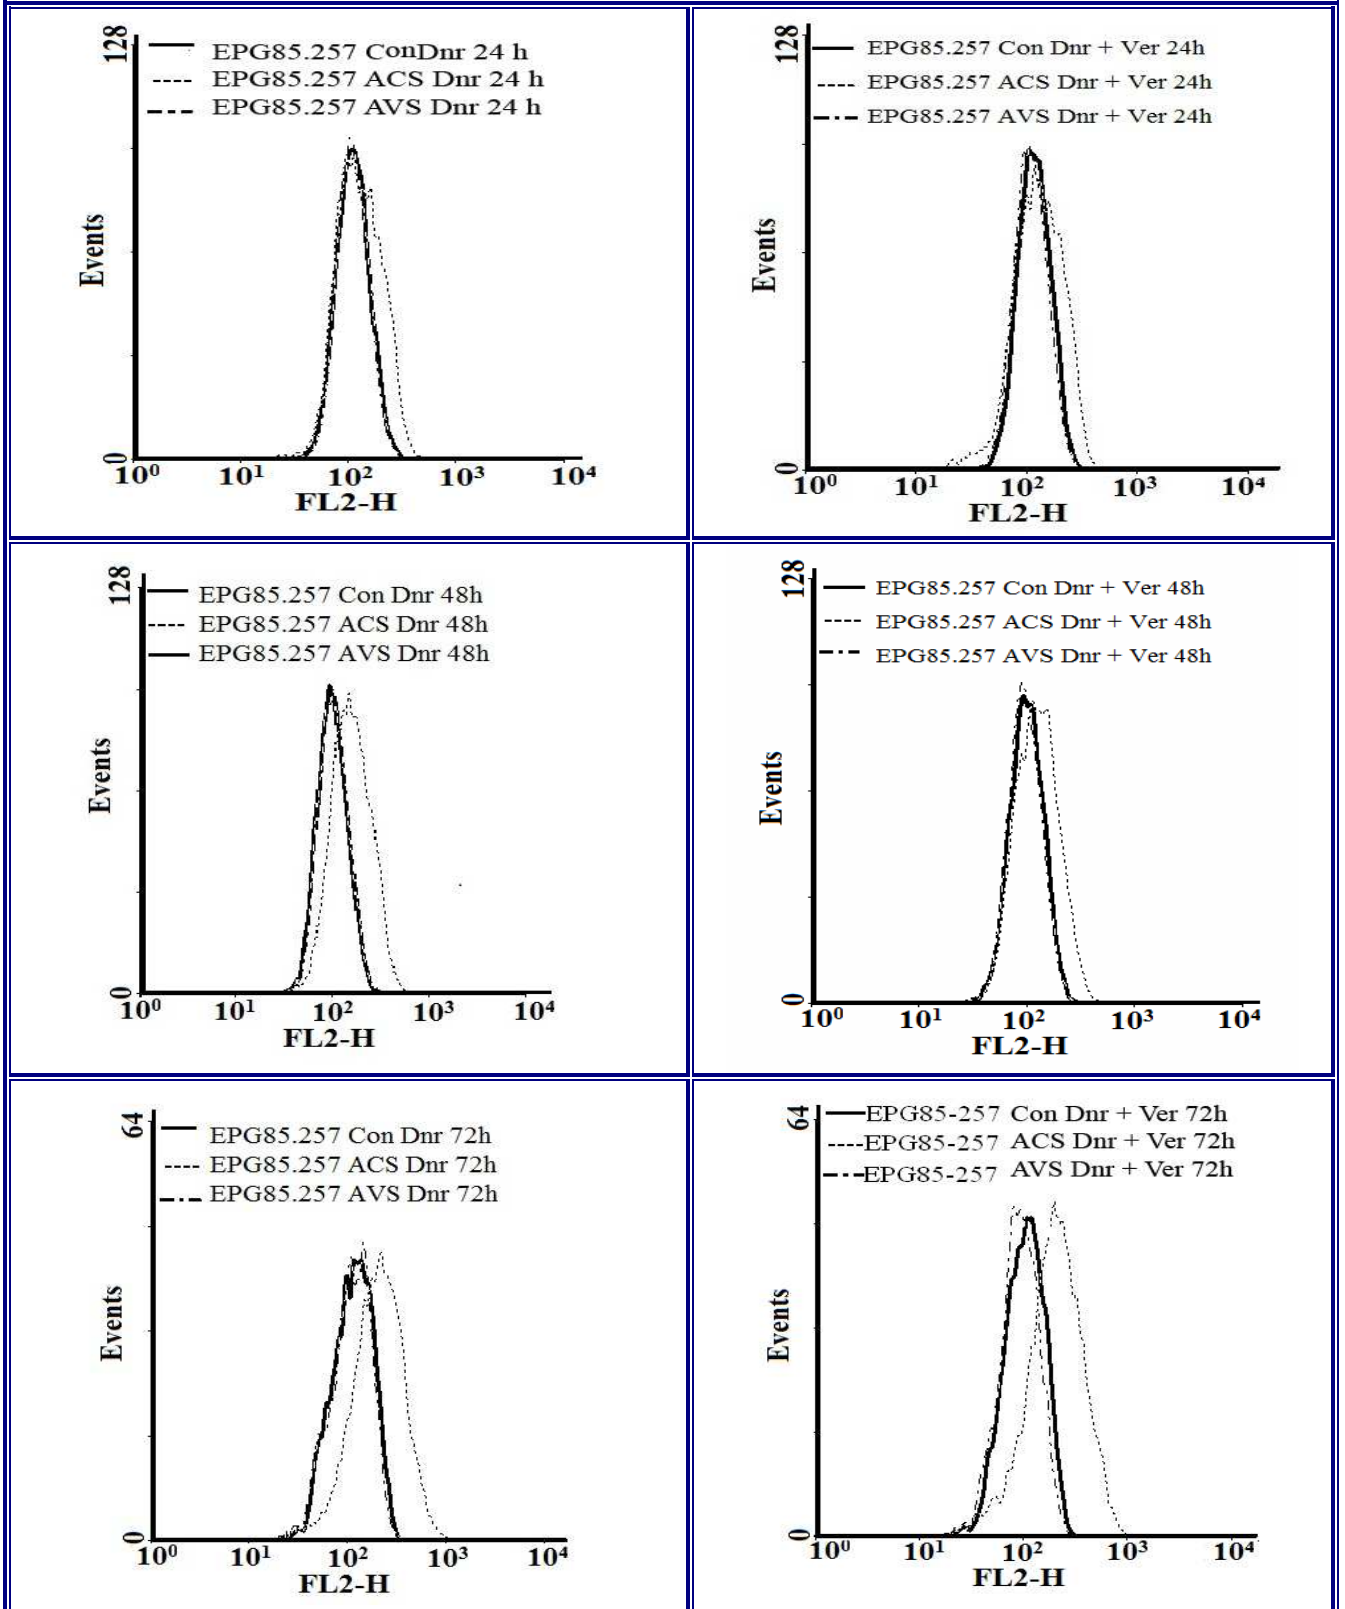 128
EPG85.257 ConDnr 24 h
EPG85.257 ACS Dnr 24 h
EPG85.257 AVS Dnr 24 h
Events
0
10⁰ 10¹ 10² 10³ 10⁴
FL2-H
128
EPG85.257 Con Dnr + Ver 24h
EPG85.257 ACS Dnr + Ver 24h
EPG85.257 AVS Dnr + Ver 24h
Events
0
10⁰ 10¹ 10² 10³ 10⁴
FL2-H
128
EPG85.257 Con Dnr 48h
EPG85.257 ACS Dnr 48h
EPG85.257 AVS Dnr 48h
Events
0
10⁰ 10¹ 10² 10³ 10⁴
FL2-H
128
EPG85.257 Con Dnr + Ver 48h
EPG85.257 ACS Dnr + Ver 48h
EPG85.257 AVS Dnr + Ver 48h
Events
0
10⁰ 10¹ 10² 10³ 10⁴
FL2-H
64
EPG85.257 Con Dnr 72h
EPG85.257 ACS Dnr 72h
EPG85.257 AVS Dnr 72h
Events
0
10⁰ 10¹ 10² 10³ 10⁴
FL2-H
64
EPG85-257 Con Dnr + Ver 72h
EPG85-257 ACS Dnr + Ver 72h
EPG85-257 AVS Dnr + Ver 72h
Events
0
10⁰ 10¹ 10² 10³ 10⁴
FL2-H